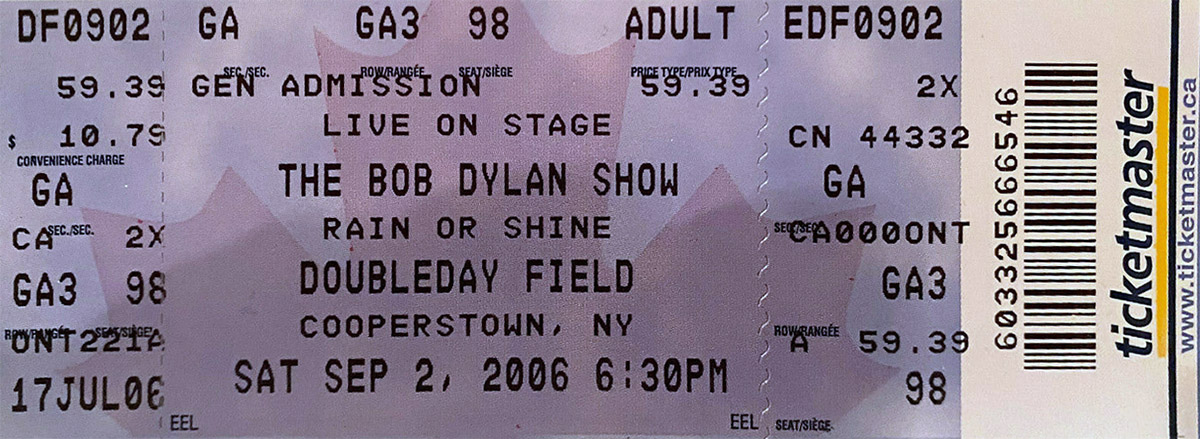 DF0902 GA GA3 98 ADULT EDF0902
SEC./SEC. ROW/RANGÉE SEAT/SIÈGE PRICE TYPE/PRIX TYPE
59.39 GEN ADMISSION 59.39 2X
$ 10.79 LIVE ON STAGE CN 44332
CONVENIENCE CHARGE
GA THE BOB DYLAN SHOW GA
SEC./SEC. SEC./SEC.
CA 2X RAIN OR SHINE CA000ONT
GA3 98 DOUBLEDAY FIELD GA3
ROW/RANGÉE SEAT/SIÈGE ROW/RANGÉE
ONT221A COOPERSTOWN, NY A 59.39
17JUL06 SAT SEP 2, 2006 6:30PM 98
EEL EEL SEAT/SIÈGE
603325666546
ticketmaster
www.ticketmaster.ca